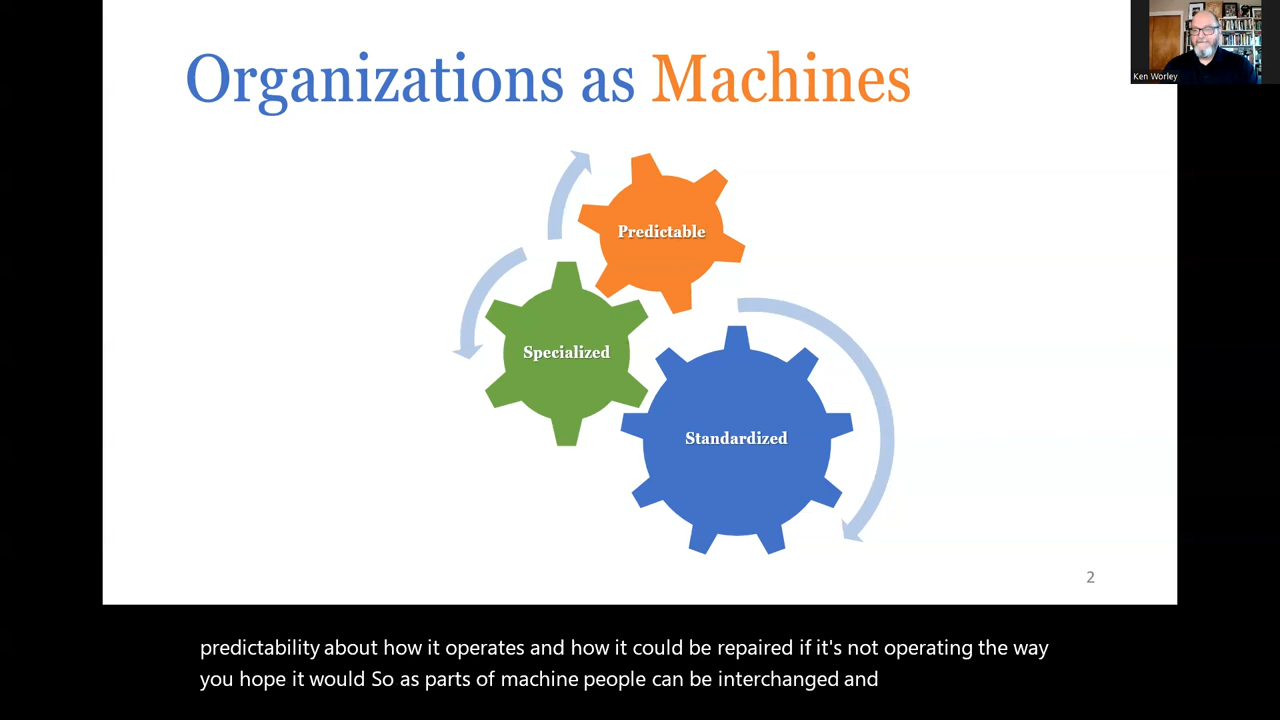 Organizations as Machines
Ken Worley
Predictable
Specialized
Standardized
2
predictability about how it operates and how it could be repaired if it's not operating the way
you hope it would So as parts of machine people can be interchanged and